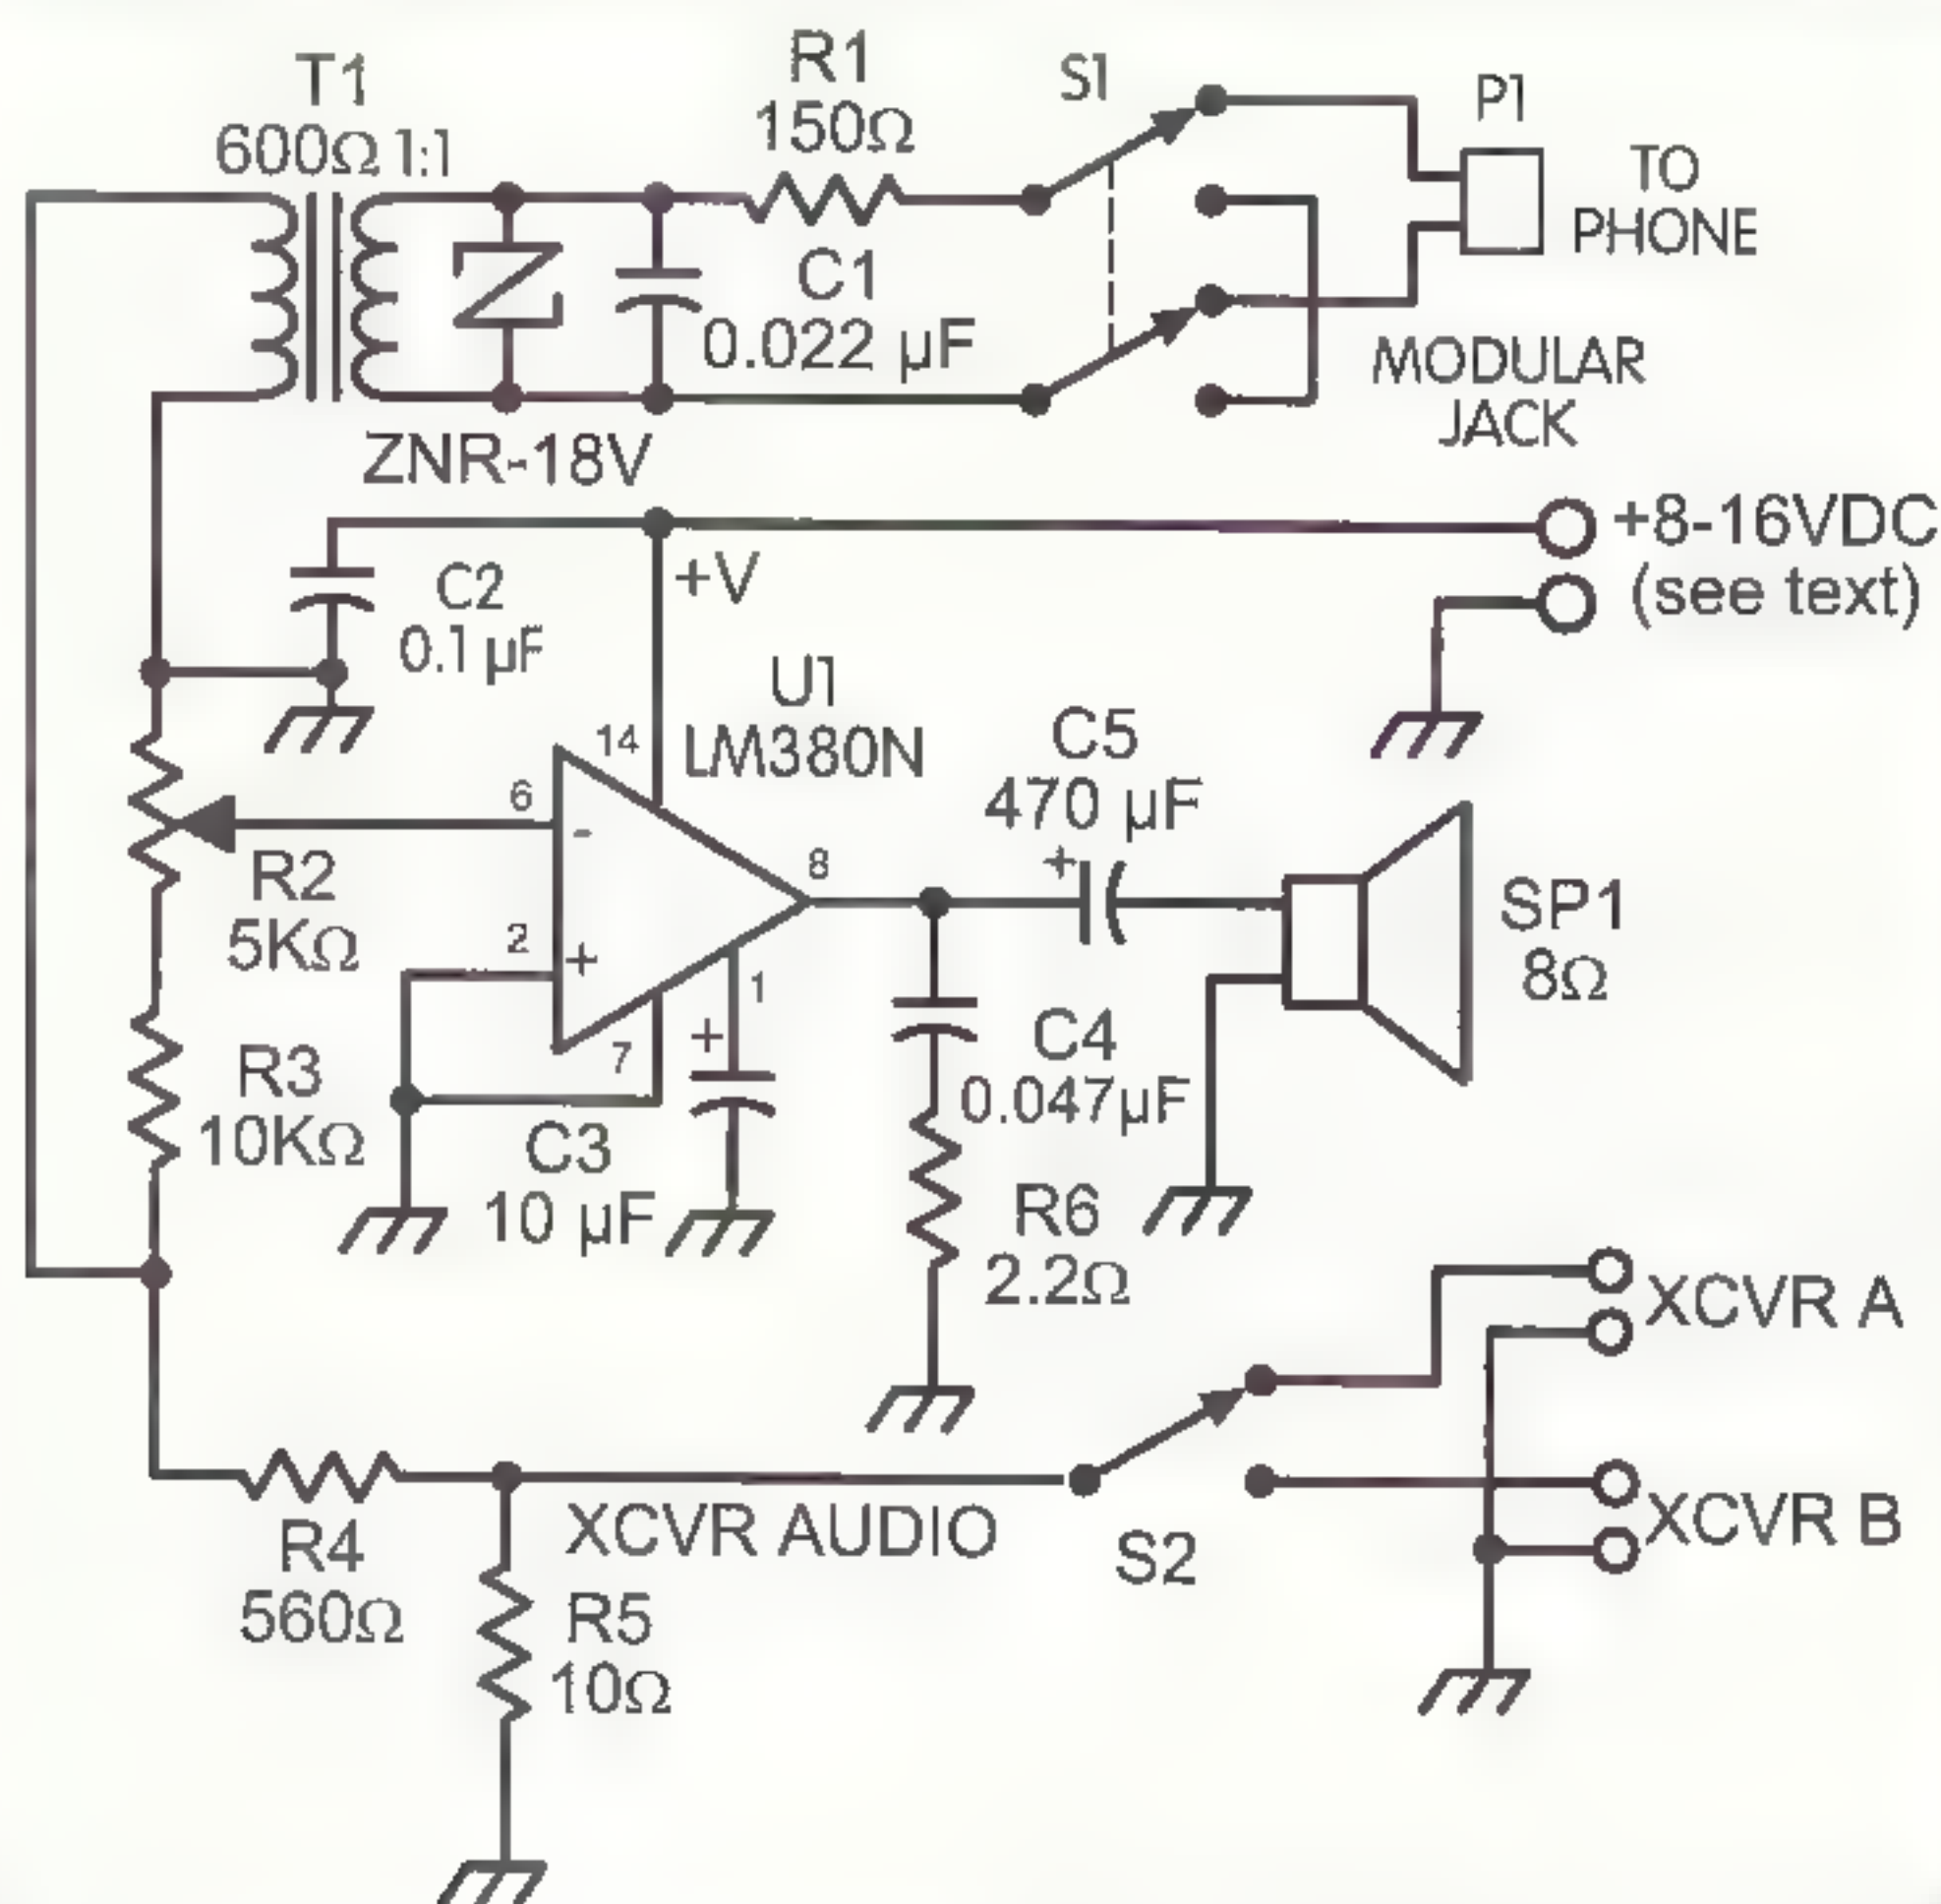 T1
600Ω 1:1
R1
150Ω
S1
P1
TO
PHONE
C1
0.022 µF
MODULAR
JACK
ZNR-18V
+8-16VDC
(see text)
+V
C2
0.1 µF
U1
LM380N
14
6
-
8
2
+
7
1
+
C5
470 µF
+
R2
5KΩ
SP1
8Ω
R3
10KΩ
C3
10 µF
C4
0.047µF
R6
2.2Ω
XCVR A
XCVR B
XCVR AUDIO
S2
R4
560Ω
R5
10Ω